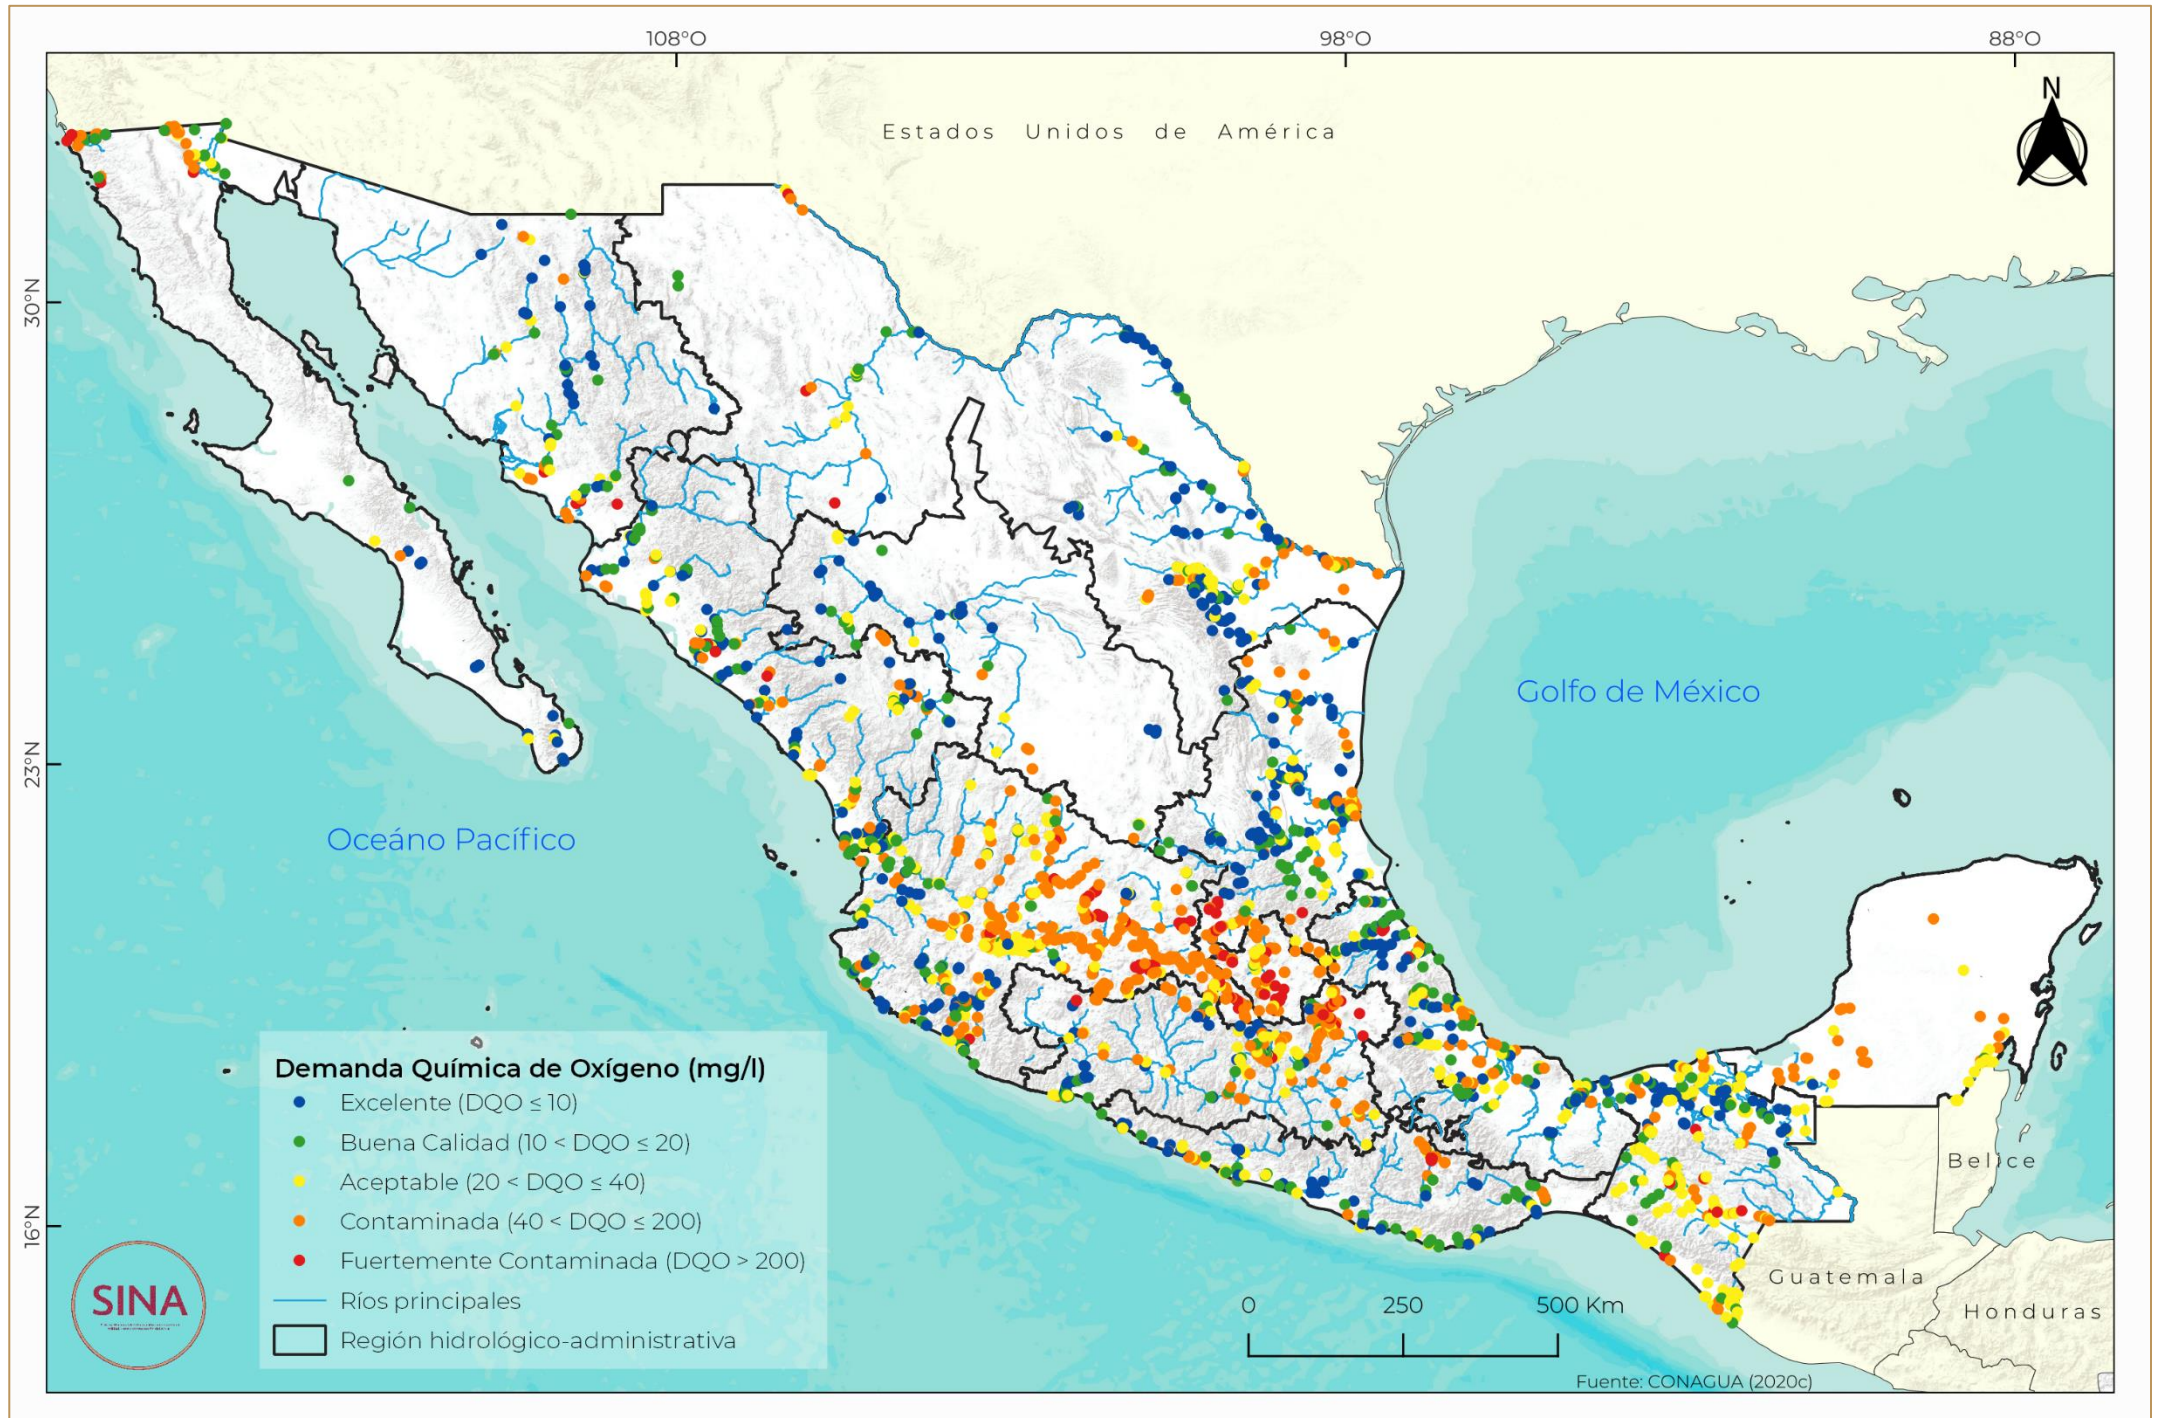 108°O
98°O
88°O
N
Estados Unidos de América
30°N
23°N
16°N
Golfo de México
Oceáno Pacífico
Demanda Química de Oxígeno (mg/l)
Excelente (DQO ≤ 10)
Buena Calidad (10 < DQO ≤ 20)
Aceptable (20 < DQO ≤ 40)
Contaminada (40 < DQO ≤ 200)
Fuertemente Contaminada (DQO > 200)
Ríos principales
Región hidrológico-administrativa
SINA
Belice
Guatemala
Honduras
0 250 500 Km
Fuente: CONAGUA (2020c)